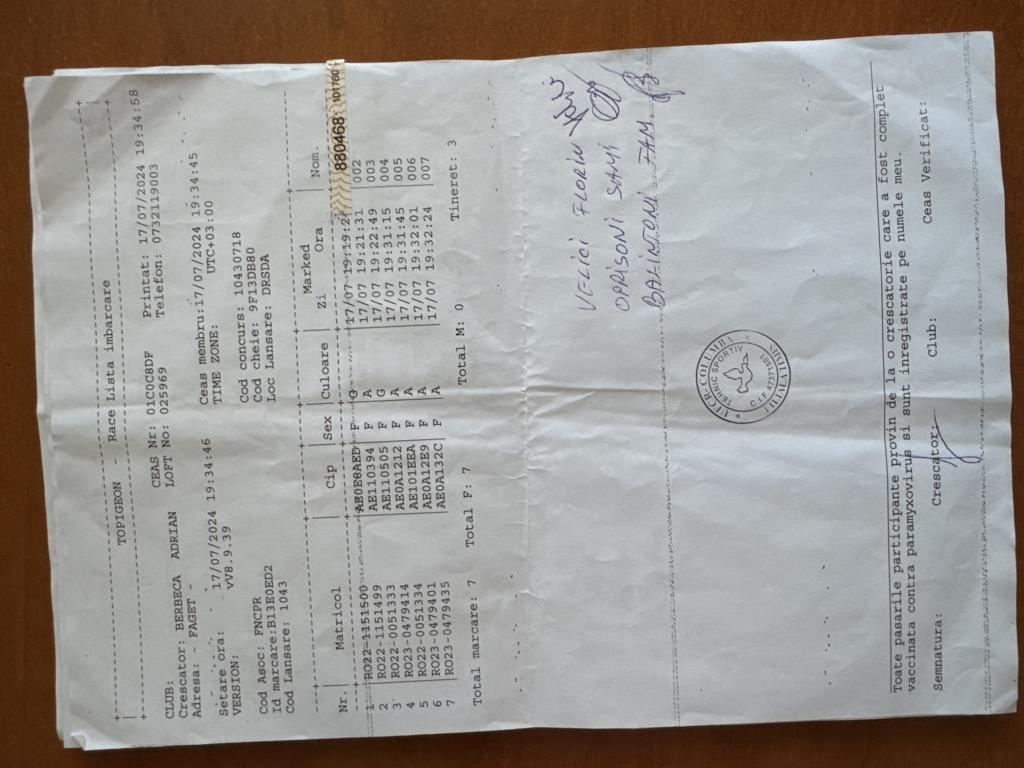 TOPIGEON - Race Lista imbarcare
CLUB: CEAS Nr: 01C0C8DF Printat: 17/07/2024 19:34:58
Crescator: BERBECA ADRIAN LOFT NO: 025969 Telefon: 0732119003
Adresa: - FAGET -
Ceas membru:17/07/2024 19:34:45
Setare ora: 17/07/2024 19:34:46 TIME ZONE: UTC+03:00
VERSION: VV8.9.39
Cod concurs: 10430718
Cod Asoc: FNCPR Cod cheie: 9F13DB80
Id marcare:B13E0ED2 Loc Lansare: DRSDA
Cod Lansare: 1043
Marked
Nr. Matricol Cip Sex Culoare Zi Ora Nom.
1 RO22-1151500 AE0E8AED F G 17/07 19:19:2
880468 101780
2 RO22-1151499 AE110394 F A 17/07 19:21:31 002
3 RO22-0051333 AE110505 F G 17/07 19:22:49 003
4 RO23-0479414 AE0A1212 F A 17/07 19:31:15 004
5 RO22-0051334 AE101EEA F A 17/07 19:31:45 005
6 RO23-0479401 AE0A12E9 F A 17/07 19:32:01 006
7 RO23-0479435 AE0A132C F A 17/07 19:32:24 007
Total marcare: 7 Total F: 7 Total M: 0 Tineret: 3
VELICI FLORIN
OPRISONI SAMI
BALINTONI FAM.
UFCR COLUMBA
TEHNIC SPORTIV
C.I.F.
Toate pasarile participante provin de la o crescatorie care a fost complet
vaccinata contra paramyxovirus si sunt inregistrate pe numele meu.
Semnatura: Crescator: Club: Ceas Verificat: